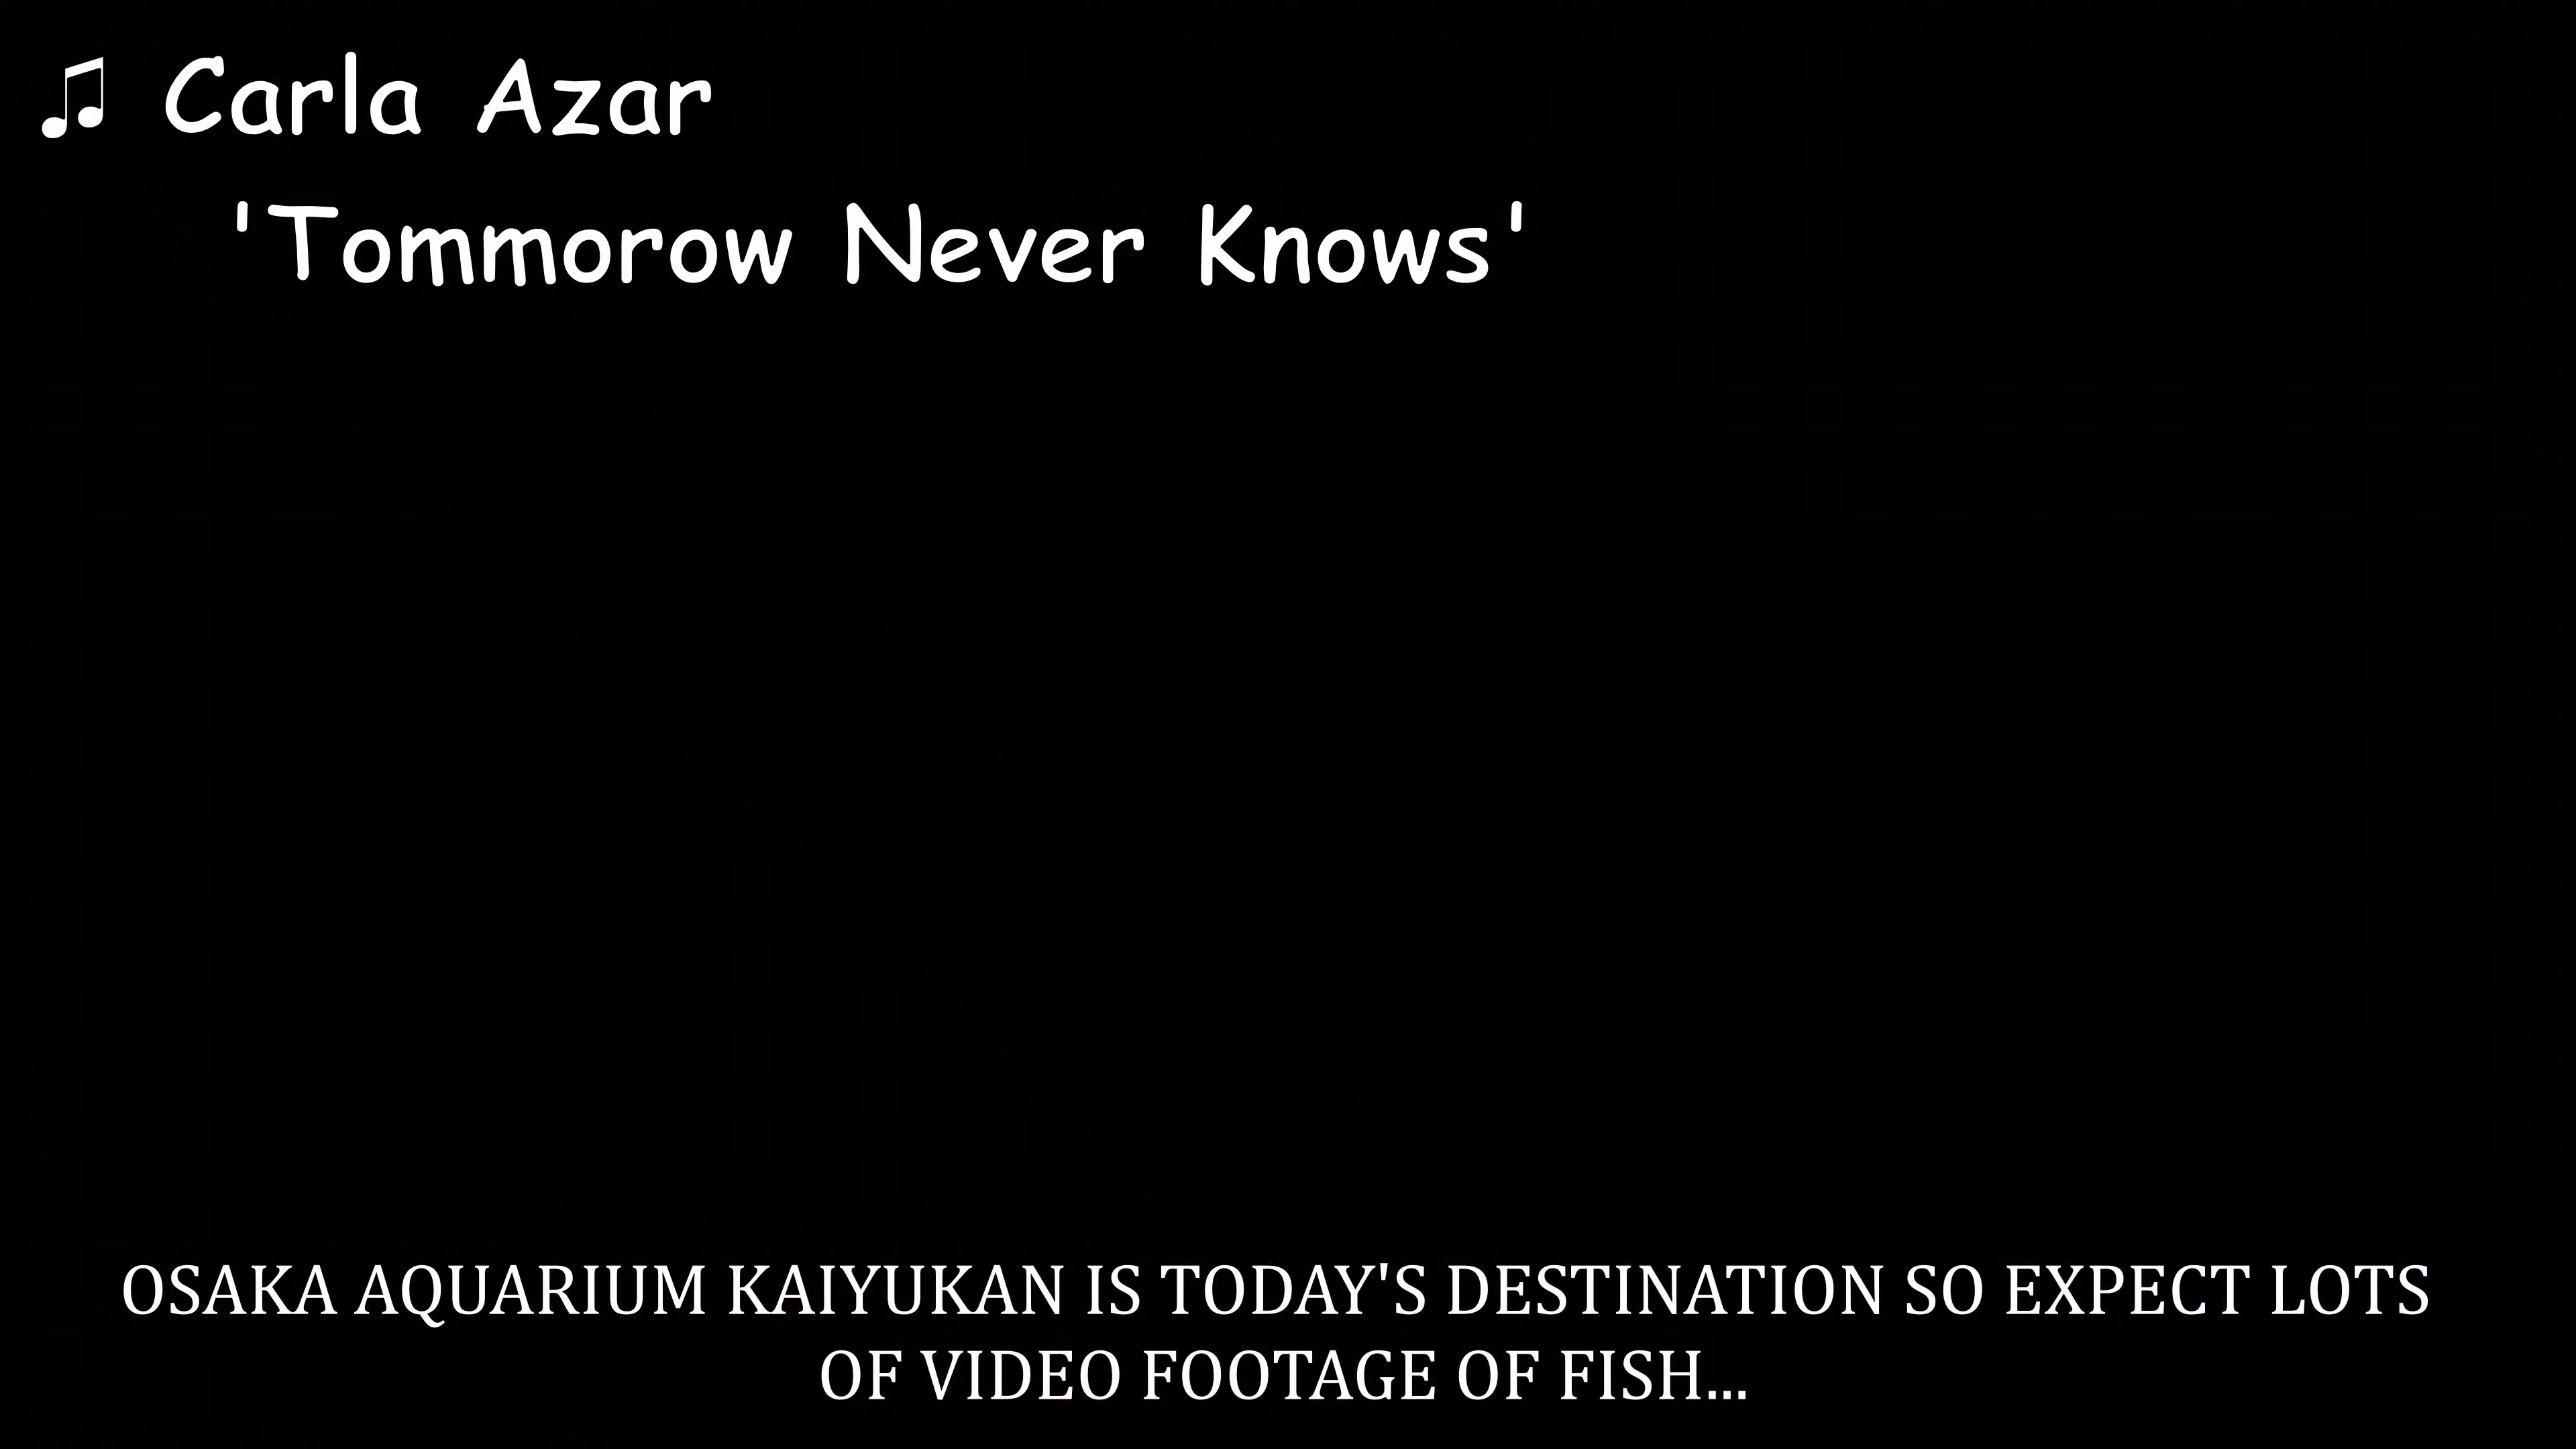 ♫ Carla Azar
'Tommorow Never Knows'
OSAKA AQUARIUM KAIYUKAN IS TODAY'S DESTINATION SO EXPECT LOTS
OF VIDEO FOOTAGE OF FISH...